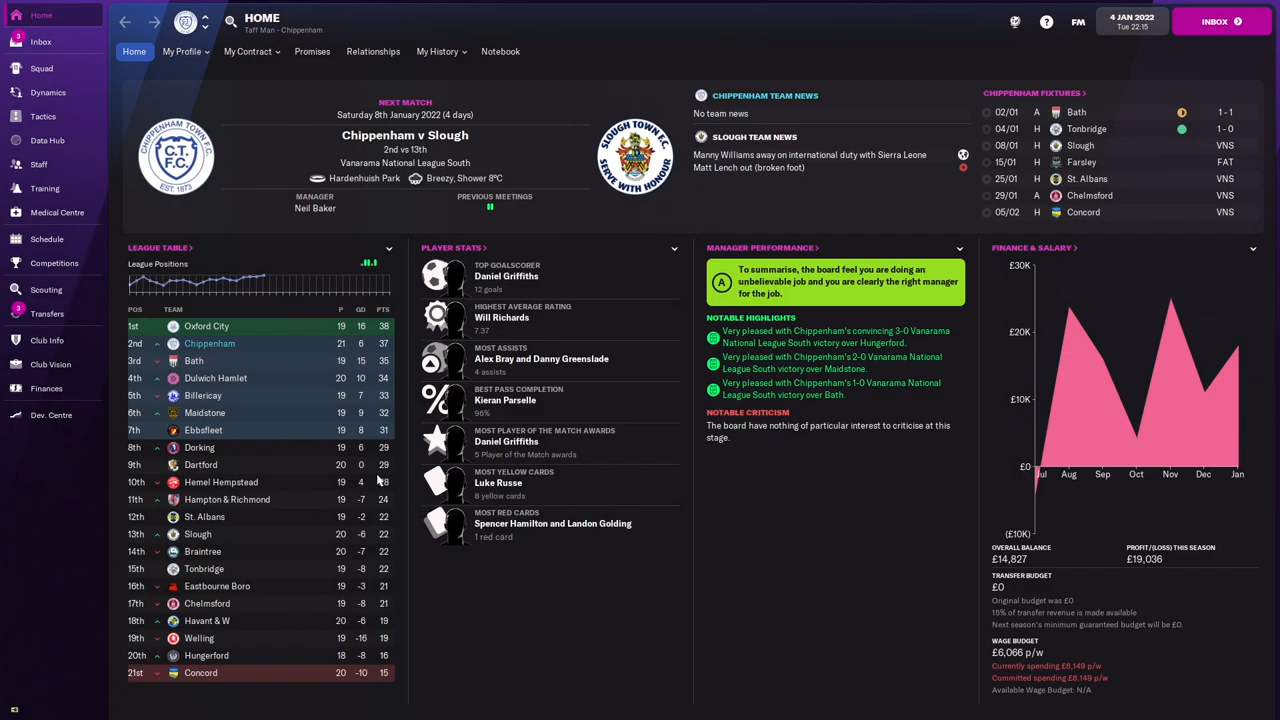 Home
3
Inbox
Squad
Dynamics
Tactics
Data Hub
Staff
Training
Medical Centre
Schedule
Competitions
Scouting
3
Transfers
Club Info
Club Vision
Finances
Dev. Centre
HOME
Taff Man - Chippenham
FM
4 JAN 2022
Tue 22:15
INBOX
Home
My Profile
My Contract
Promises
Relationships
My History
Notebook
NEXT MATCH
Saturday 8th January 2022 (4 days)
Chippenham v Slough
2nd vs 13th
Vanarama National League South
Hardenhuish Park Breezy, Shower 8ºC
MANAGER
Neil Baker
PREVIOUS MEETINGS
CHIPPENHAM TOWN FC
C.T.
F.C.
EST. 1873
SLOUGH TOWN F.C.
SERVE WITH HONOUR
CHIPPENHAM TEAM NEWS
No team news
SLOUGH TEAM NEWS
Manny Williams away on international duty with Sierra Leone
Matt Lench out (broken foot)
CHIPPENHAM FIXTURES >
02/01 A Bath 1 - 1
04/01 H Tonbridge 1 - 0
08/01 H Slough VNS
15/01 H Farsley FAT
25/01 H St. Albans VNS
29/01 A Chelmsford VNS
05/02 H Concord VNS
LEAGUE TABLE >
League Positions
POS TEAM P GD PTS
1st Oxford City 19 16 38
2nd Chippenham 21 6 37
3rd Bath 19 15 35
4th Dulwich Hamlet 20 10 34
5th Billericay 19 7 33
6th Maidstone 19 9 32
7th Ebbsfleet 19 8 31
8th Dorking 19 6 29
9th Dartford 20 0 29
10th Hemel Hempstead 19 4 28
11th Hampton & Richmond 19 -7 24
12th St. Albans 19 -2 22
13th Slough 20 -6 22
14th Braintree 20 -7 22
15th Tonbridge 20 -8 22
16th Eastbourne Boro 19 -3 21
17th Chelmsford 19 -8 21
18th Havant & W 20 -6 19
19th Welling 19 -16 19
20th Hungerford 18 -8 16
21st Concord 20 -10 15
PLAYER STATS >
TOP GOALSCORER
Daniel Griffiths
12 goals
HIGHEST AVERAGE RATING
Will Richards
7.37
MOST ASSISTS
Alex Bray and Danny Greenslade
4 assists
BEST PASS COMPLETION
Kieran Parselle
96%
MOST PLAYER OF THE MATCH AWARDS
Daniel Griffiths
5 Player of the Match awards
MOST YELLOW CARDS
Luke Russe
8 yellow cards
MOST RED CARDS
Spencer Hamilton and Landon Golding
1 red card
MANAGER PERFORMANCE >
A
To summarise, the board feel you are doing an
unbelievable job and you are clearly the right manager
for the job.
NOTABLE HIGHLIGHTS
Very pleased with Chippenham's convincing 3-0 Vanarama
National League South victory over Hungerford.
Very pleased with Chippenham's 2-0 Vanarama National
League South victory over Maidstone.
Very pleased with Chippenham's 1-0 Vanarama National
League South victory over Bath.
NOTABLE CRITICISM
The board have nothing of particular interest to criticise at this
stage.
FINANCE & SALARY >
£30K
£20K
£10K
£0
(£10K)
Jul Aug Sep Oct Nov Dec Jan
OVERALL BALANCE
£14,827
PROFIT/(LOSS) THIS SEASON
£19,036
TRANSFER BUDGET
£0
Original budget was £0
15% of transfer revenue is made available
Next season's minimum guaranteed budget will be £0.
WAGE BUDGET
£6,066 p/w
Currently spending £6,149 p/w
Committed spending £6,149 p/w
Available Wage Budget: N/A